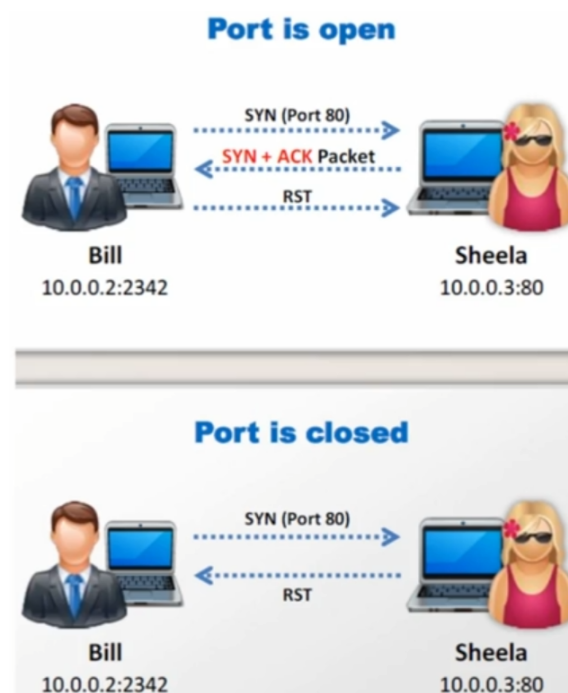 Port is open
SYN (Port 80)
SYN + ACK Packet
RST
Bill
Sheela
10.0.0.2:2342
10.0.0.3:80
Port is closed
SYN (Port 80)
RST
Bill
Sheela
10.0.0.2:2342
10.0.0.3:80